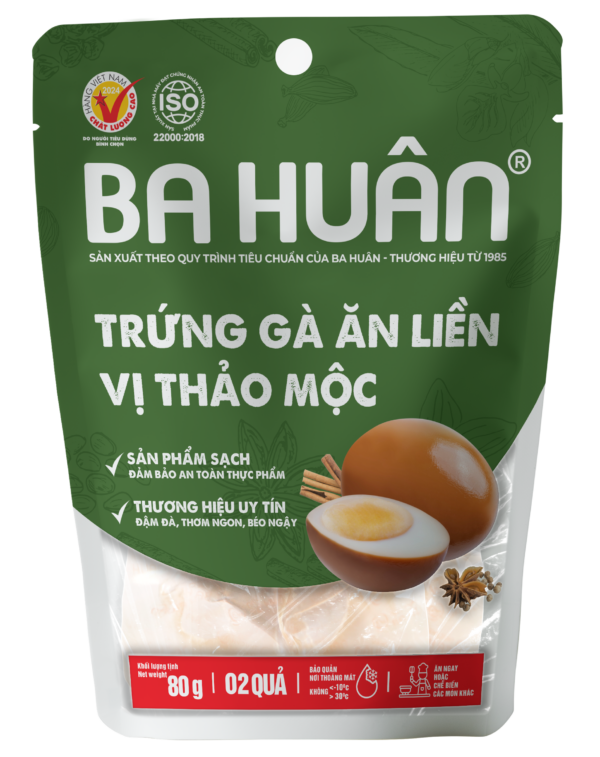 HÀNG VIỆT NAM
2024
CHẤT LƯỢNG CAO
DO NGƯỜI TIÊU DÙNG
BÌNH CHỌN
ISO
22000:2018
BA HUÂN®
SẢN XUẤT THEO QUY TRÌNH TIÊU CHUẨN CỦA BA HUÂN - THƯƠNG HIỆU TỪ 1985
TRỨNG GÀ ĂN LIỀN
VỊ THẢO MỘC
SẢN PHẨM SẠCH
ĐẢM BẢO AN TOÀN THỰC PHẨM
THƯƠNG HIỆU UY TÍN
ĐẬM ĐÀ, THƠM NGON, BÉO NGẬY
Khối lượng tịnh
Net weight
80g
02 QUẢ
BẢO QUẢN
NƠI THOÁNG MÁT
KHÔNG <-10°C
> 30°C
ĂN NGAY
HOẶC
CHẾ BIẾN
CÁC MÓN KHÁC